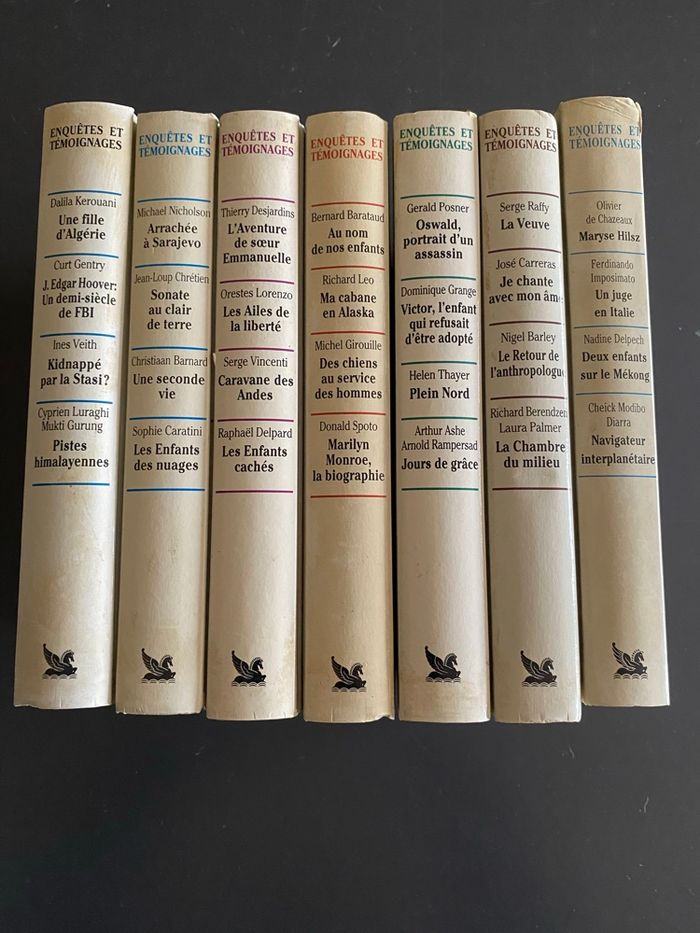 ENQUÊTES ET
TÉMOIGNAGES
Dalila Kerouani
Une fille
d'Algérie
Curt Gentry
J. Edgar Hoover:
Un demi-siècle
de FBI
Ines Veith
Kidnappé
par la Stasi ?
Cyprien Luraghi
Mukti Gurung
Pistes
himalayennes
ENQUÊTES ET
TÉMOIGNAGES
Michael Nicholson
Arrachée
à Sarajevo
Jean-Loup Chrétien
Sonate
au clair
de terre
Christiaan Barnard
Une seconde
vie
Sophie Caratini
Les Enfants
des nuages
ENQUÊTES ET
TÉMOIGNAGES
Thierry Desjardins
L'Aventure
de sœur
Emmanuelle
Orestes Lorenzo
Les Ailes de
la liberté
Serge Vincenti
Caravane des
Andes
Raphaël Delpard
Les Enfants
cachés
ENQUÊTES ET
TÉMOIGNAGES
Bernard Barataud
Au nom
de nos enfants
Richard Leo
Ma cabane
en Alaska
Michel Girouille
Des chiens
au service
des hommes
Donald Spoto
Marilyn
Monroe,
la biographie
ENQUÊTES ET
TÉMOIGNAGES
Gerald Posner
Oswald,
portrait d'un
assassin
Dominique Grange
Victor, l'enfant
qui refusait
d'être adopté
Helen Thayer
Plein Nord
Arthur Ashe
Arnold Rampersad
Jours de grâce
ENQUÊTES ET
TÉMOIGNAGES
Serge Raffy
La Veuve
José Carreras
Je chante
avec mon âme
Nigel Barley
Le Retour de
l'anthropologue
Richard Berendzen
Laura Palmer
La Chambre
du milieu
ENQUÊTES ET
TÉMOIGNAGES
Olivier
de Chazeaux
Maryse Hilsz
Ferdinando
Imposimato
Un juge
en Italie
Nadine Delpech
Deux enfants
sur le Mékong
Cheick Modibo
Diarra
Navigateur
interplanétaire